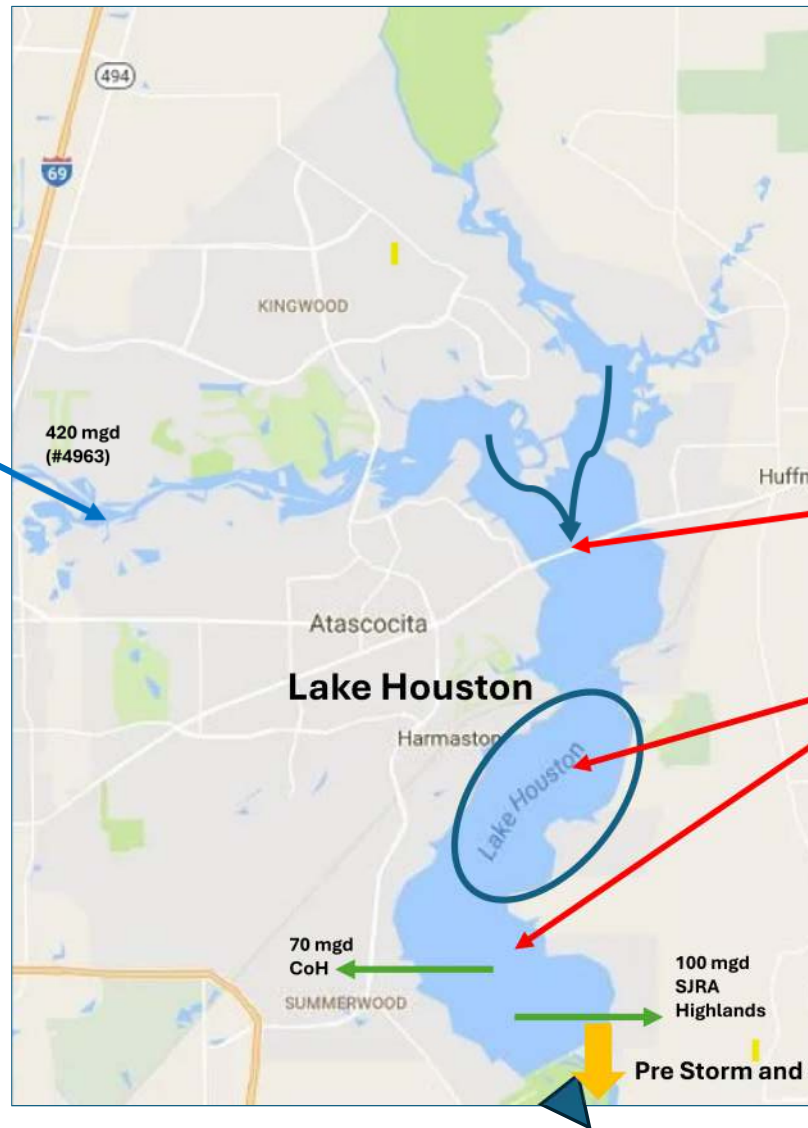 494
69
KINGWOOD
420 mgd
(#4963)
Huffm
Atascocita
Lake Houston
Harmaston
Lake Houston
70 mgd
CoH
100 mgd
SJRA
Highlands
SUMMERWOOD
Pre Storm and